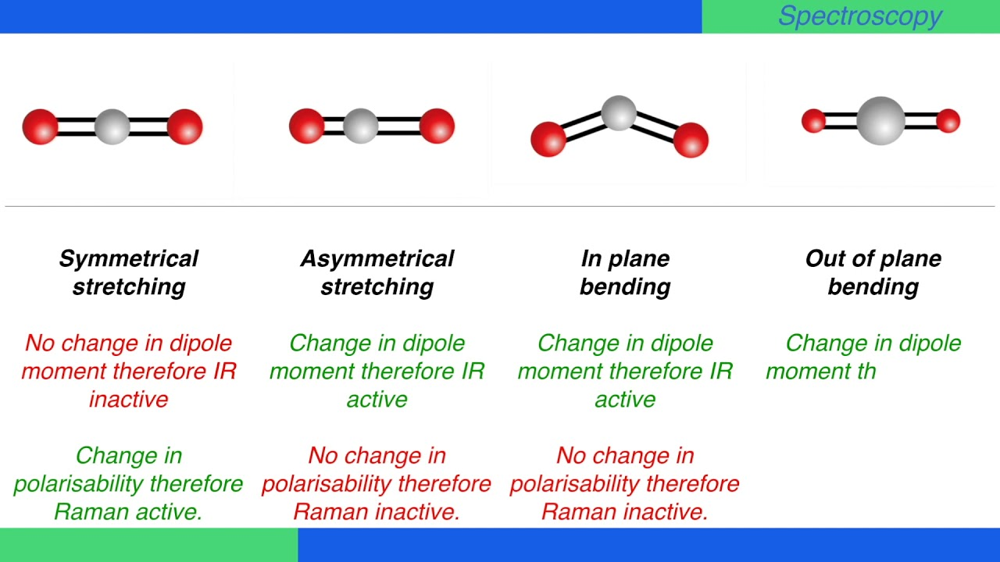 Spectroscopy
Symmetrical
stretching
No change in dipole
moment therefore IR
inactive
Change in
polarisability therefore
Raman active.
Asymmetrical
stretching
Change in dipole
moment therefore IR
active
No change in
polarisability therefore
Raman inactive.
In plane
bending
Change in dipole
moment therefore IR
active
No change in
polarisability therefore
Raman inactive.
Out of plane
bending
Change in dipole
moment th